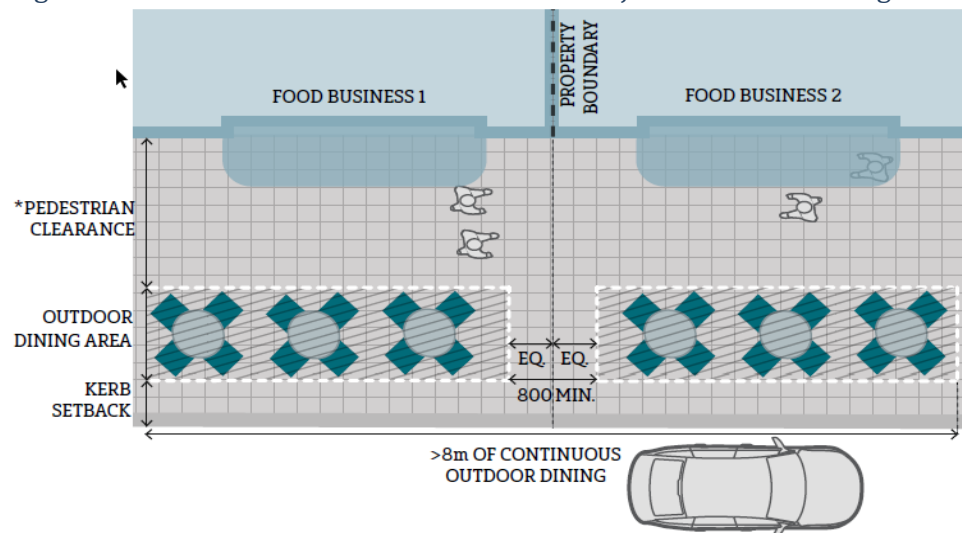 FOOD BUSINESS 1
PROPERTY
BOUNDARY
FOOD BUSINESS 2
*PEDESTRIAN
CLEARANCE
OUTDOOR
DINING AREA
EQ.
EQ.
800 MIN.
KERB
SETBACK
>8m OF CONTINUOUS
OUTDOOR DINING